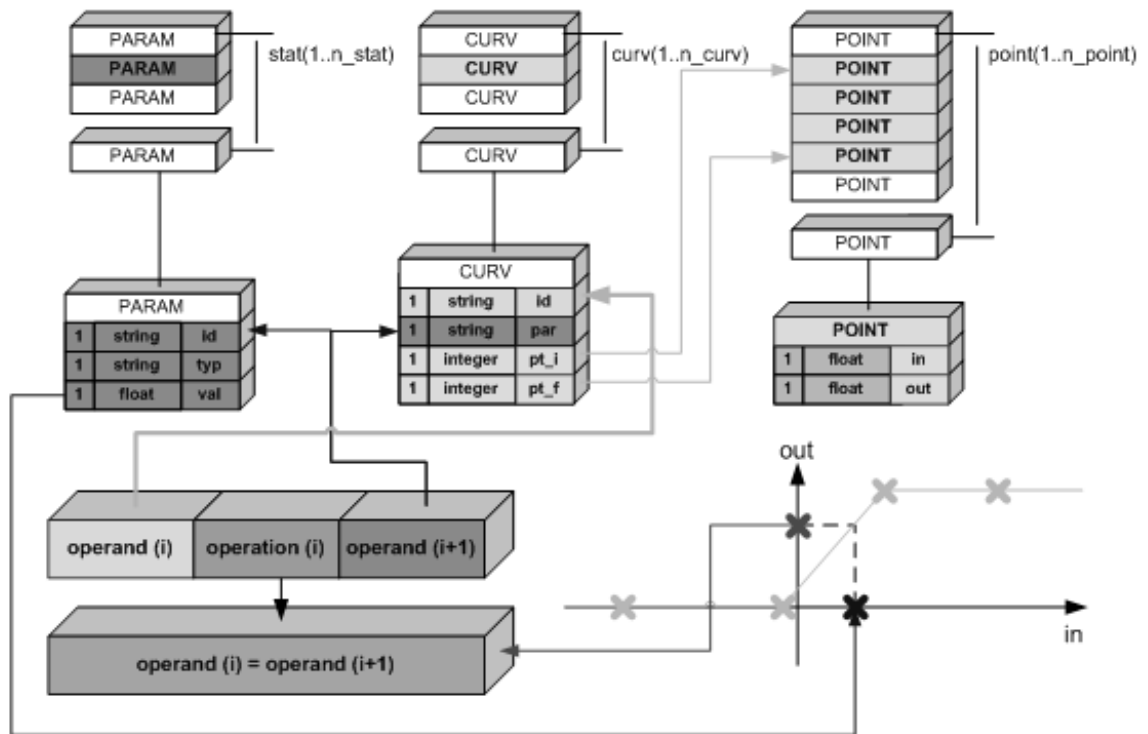 PARAM
PARAM
PARAM
PARAM
stat(1..n_stat)
CURV
CURV
CURV
CURV
curv(1..n_curv)
POINT
POINT
POINT
POINT
POINT
POINT
POINT
point(1..n_point)
PARAM
1 string id
1 string typ
1 float val
CURV
1 string id
1 string par
1 integer pt_i
1 integer pt_f
POINT
1 float in
1 float out
operand (i) operation (i) operand (i+1)
operand (i) = operand (i+1)
out
in